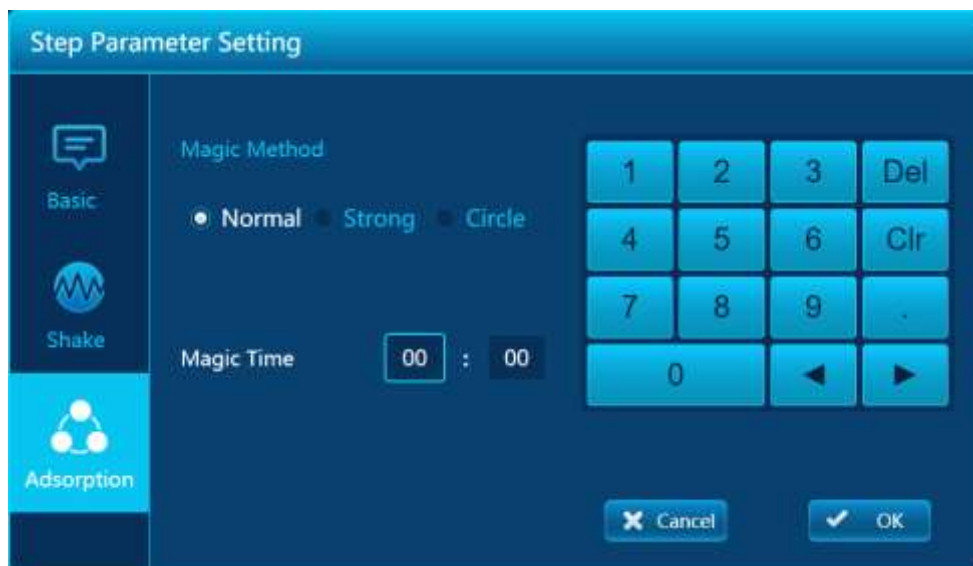 Step Parameter Setting
Basic
Shake
Adsorption
Magic Method
Normal Strong Circle
Magic Time 00 : 00
1 2 3 Del
4 5 6 Clr
7 8 9 .
0 ◀ ▶
Cancel OK